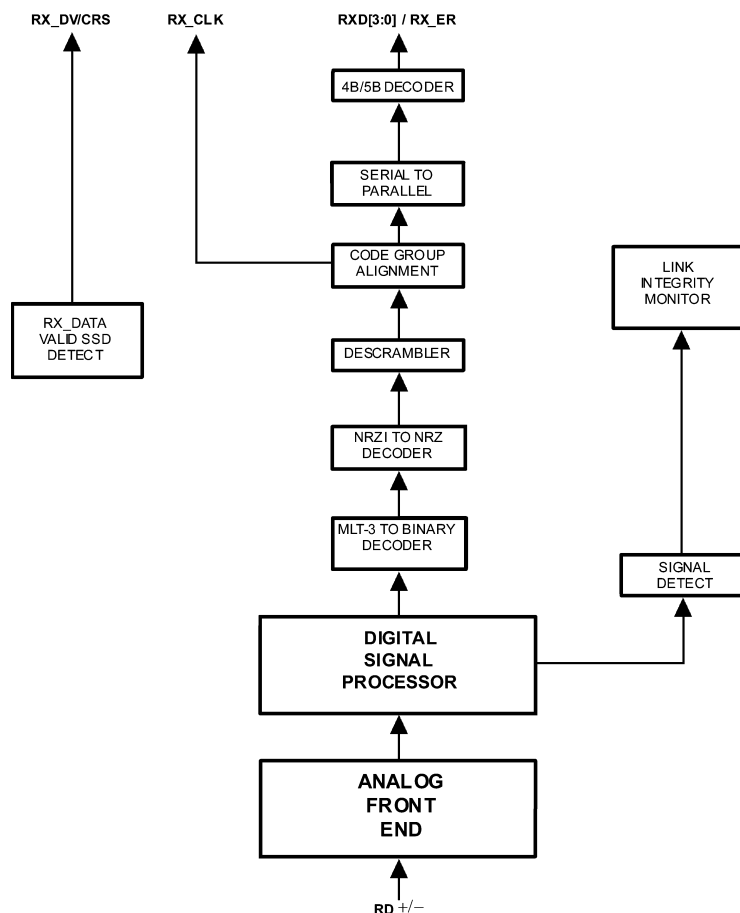 RX_DV/CRS
RX_CLK
RXD[3:0] / RX_ER
4B/5B DECODER
SERIAL TO
PARALLEL
CODE GROUP
ALIGNMENT
LINK
INTEGRITY
MONITOR
RX_DATA
VALID SSD
DETECT
DESCRAMBLER
NRZI TO NRZ
DECODER
MLT-3 TO BINARY
DECODER
SIGNAL
DETECT
DIGITAL
SIGNAL
PROCESSOR
ANALOG
FRONT
END
RD +/−